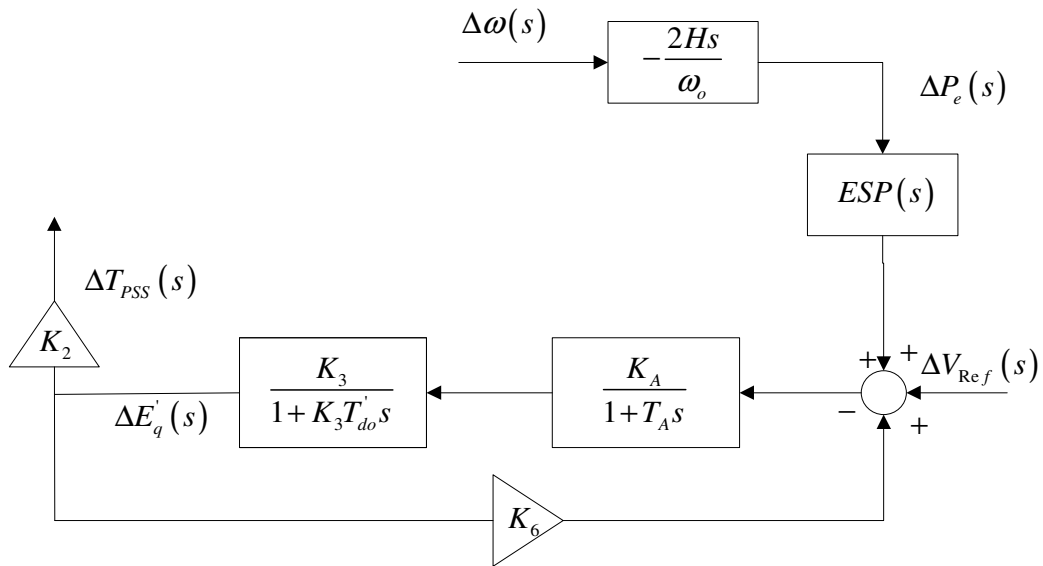 Δω(s)
−2Hs/ω_o
ΔP_e(s)
ESP(s)
ΔT_PSS(s)
K_2
K_3/(1+K_3T'_do s)
K_A/(1+T_A s)
+
+
ΔV_Ref(s)
−
+
ΔE'_q(s)
K_6